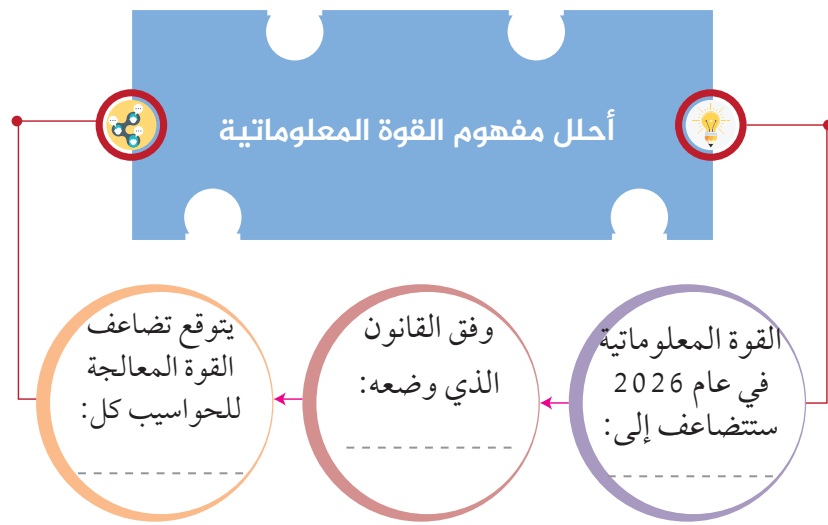 أحلل مفهوم القوة المعلوماتية
القوة المعلوماتية
في عام 2026
ستتضاعف إلى:
وفق القانون
الذي وضعه:
يتوقع تضاعف
القوة المعالجة
للحواسيب كل: